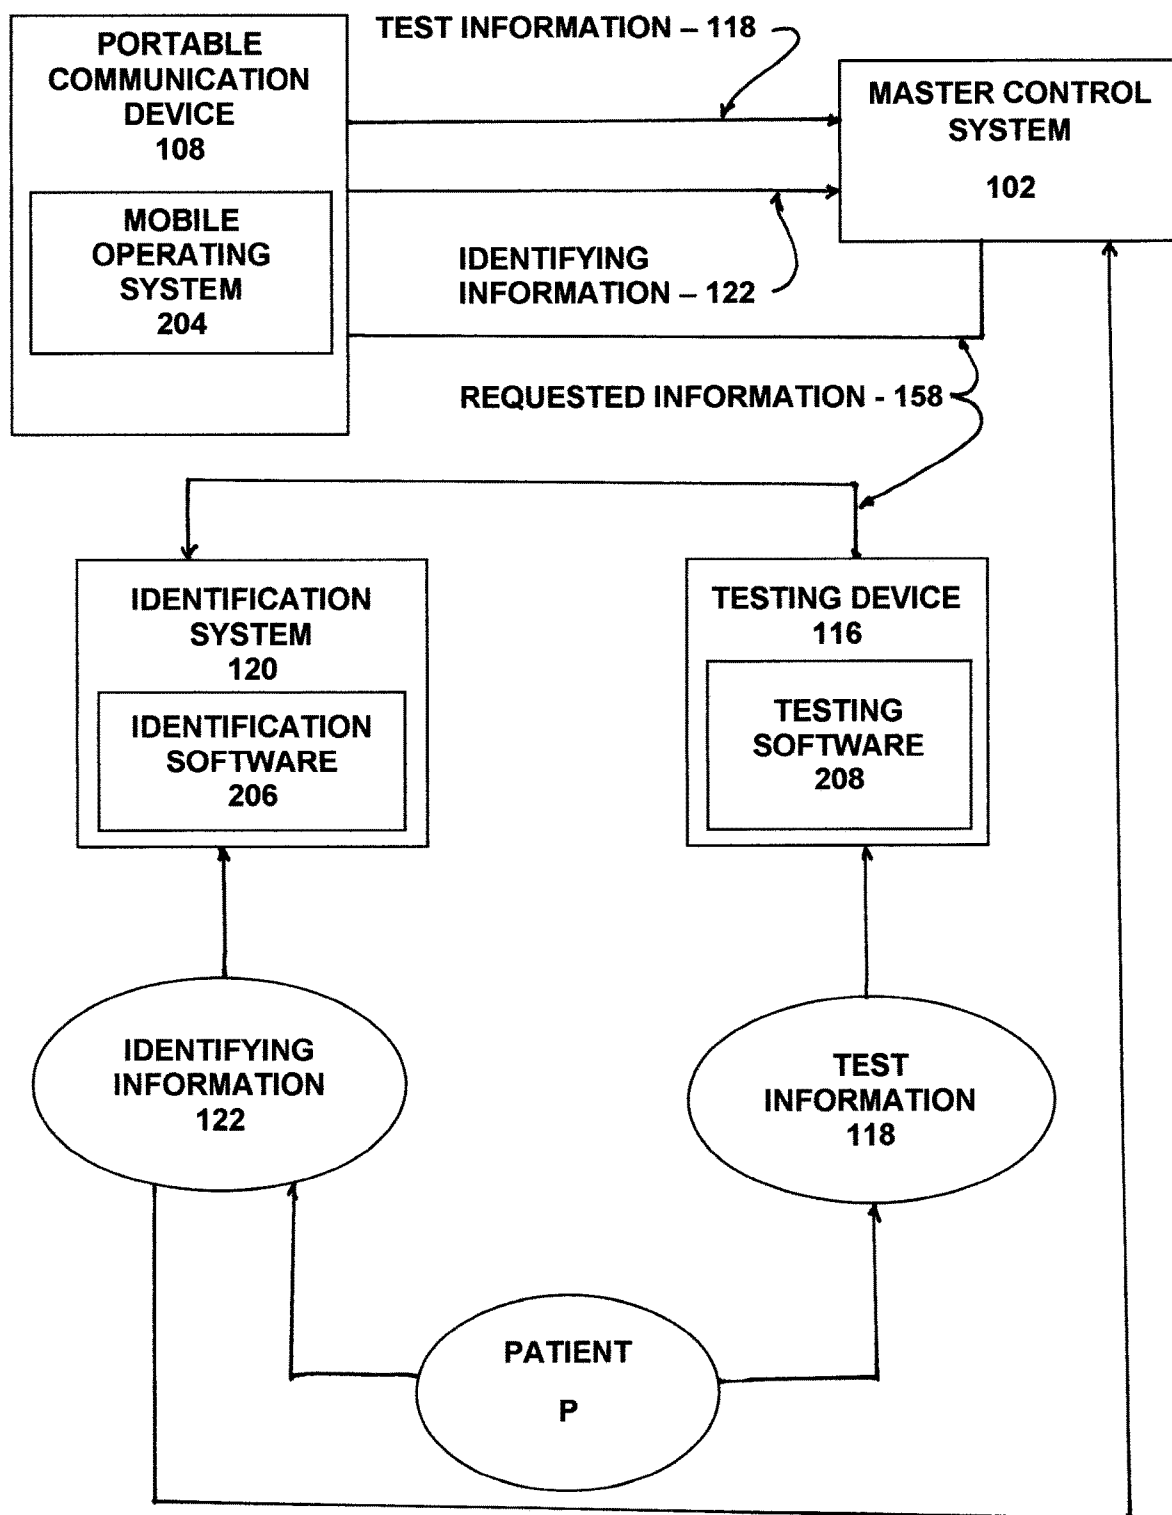 TEST INFORMATION – 118
PORTABLE
COMMUNICATION
DEVICE
108
MASTER CONTROL
SYSTEM
102
MOBILE
OPERATING
SYSTEM
204
IDENTIFYING
INFORMATION – 122
REQUESTED INFORMATION - 158
IDENTIFICATION
SYSTEM
120
IDENTIFICATION
SOFTWARE
206
TESTING DEVICE
116
TESTING
SOFTWARE
208
IDENTIFYING
INFORMATION
122
TEST
INFORMATION
118
PATIENT
P